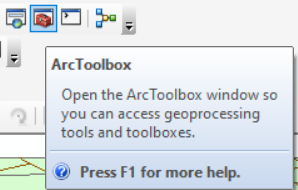 ArcToolbox
Open the ArcToolbox window so
you can access geoprocessing
tools and toolboxes.
Press F1 for more help.